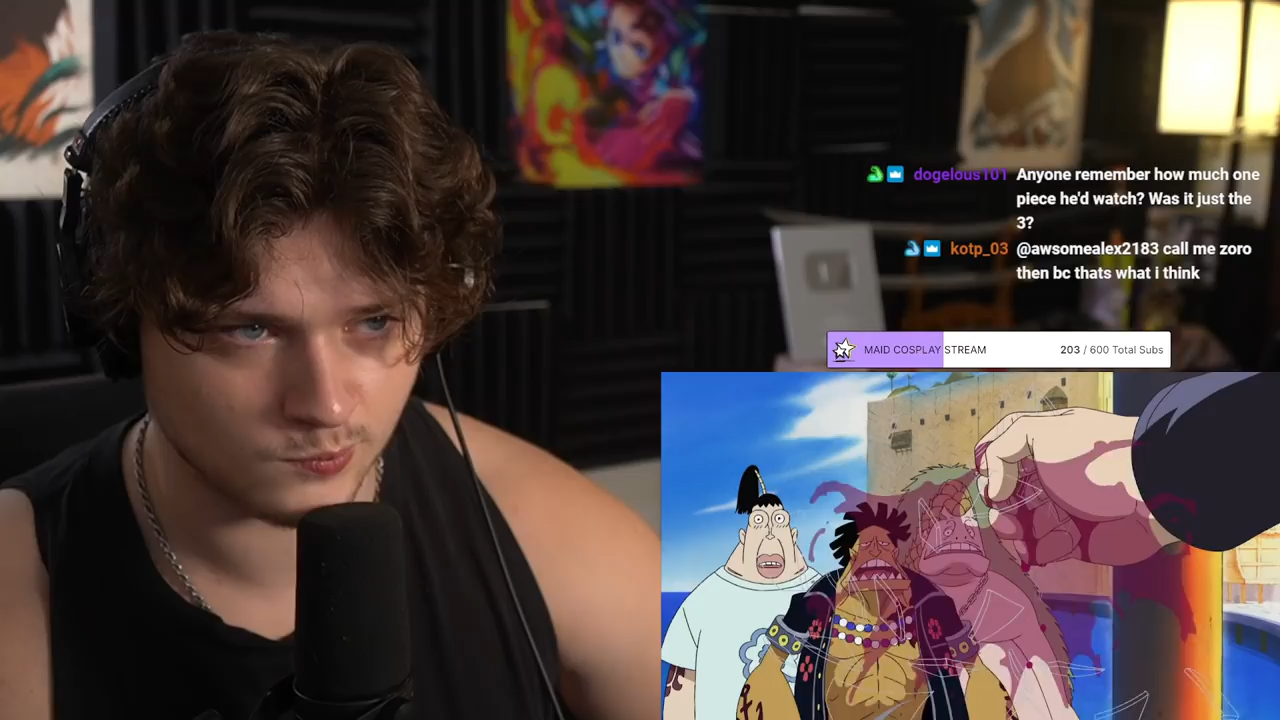 dogelous101 Anyone remember how much one
piece he'd watch? Was it just the
3?
kotp_03 @awsomealex2183 call me zoro
then bc thats what i think
MAID COSPLAY STREAM 203 / 600 Total Subs